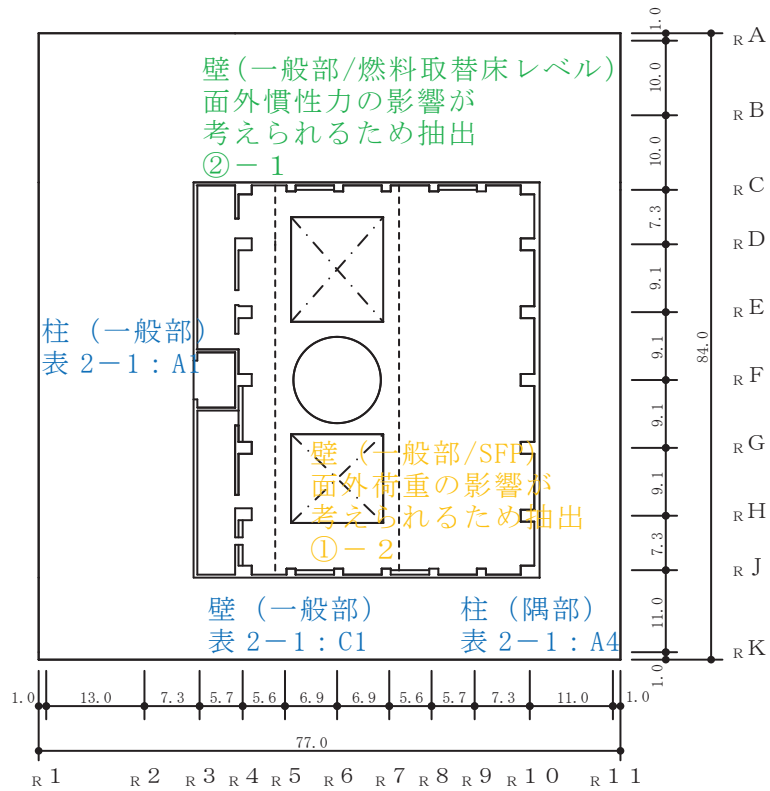 壁(一般部/燃料取替床レベル)
面外慣性力の影響が
考えられるため抽出
②－1
柱 (一般部)
表 2－1：A1
壁 (一般部/SFP)
面外荷重の影響が
考えられるため抽出
①－2
壁 (一般部)
表 2－1：C1
柱 (隅部)
表 2－1：A4
1.0
10.0
10.0
7.3
9.1
9.1
9.1
9.1
7.3
11.0
1.0
84.0
RA
RB
RC
RD
RE
RF
RG
RH
RJ
RK
1.0 13.0 7.3 5.7 5.6 6.9 6.9 5.6 5.7 7.3 11.0 1.0
77.0
R1 R2 R3 R4 R5 R6 R7 R8 R9 R10 R11